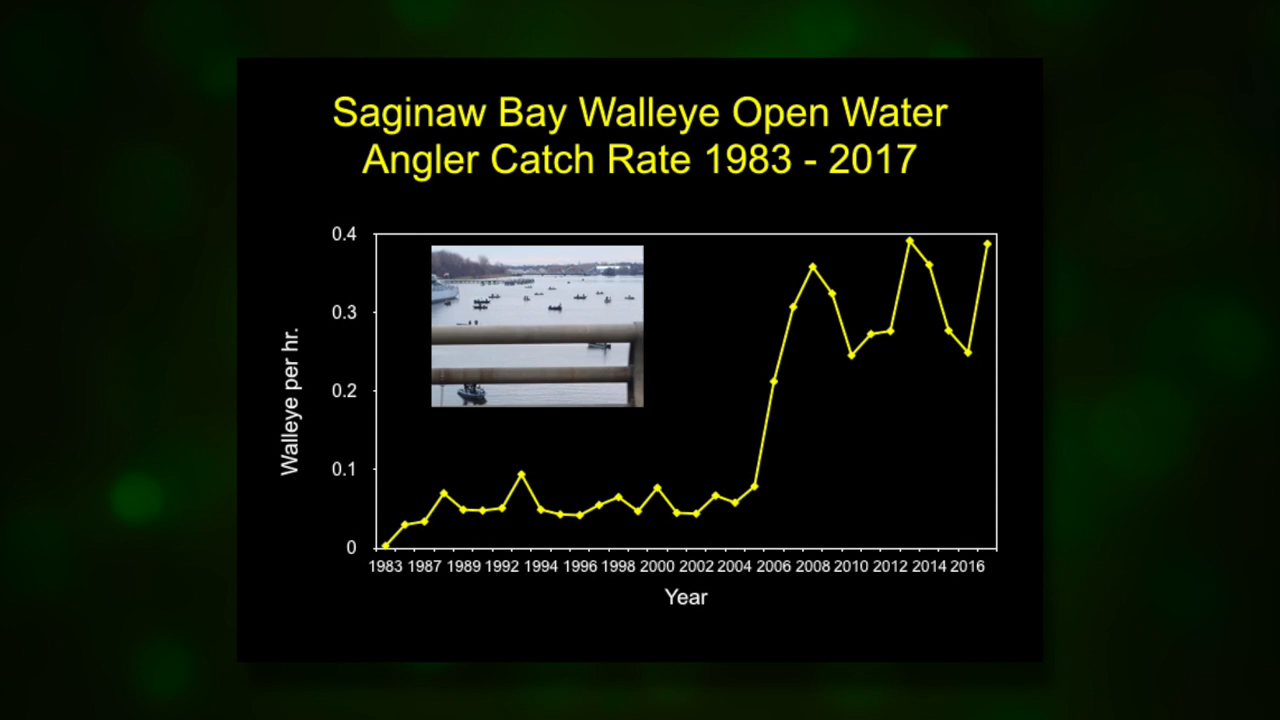 Saginaw Bay Walleye Open Water
Angler Catch Rate 1983 - 2017
0.4
0.3
0.2
0.1
0
Walleye per hr.
1983 1987 1989 1992 1994 1996 1998 2000 2002 2004 2006 2008 2010 2012 2014 2016
Year